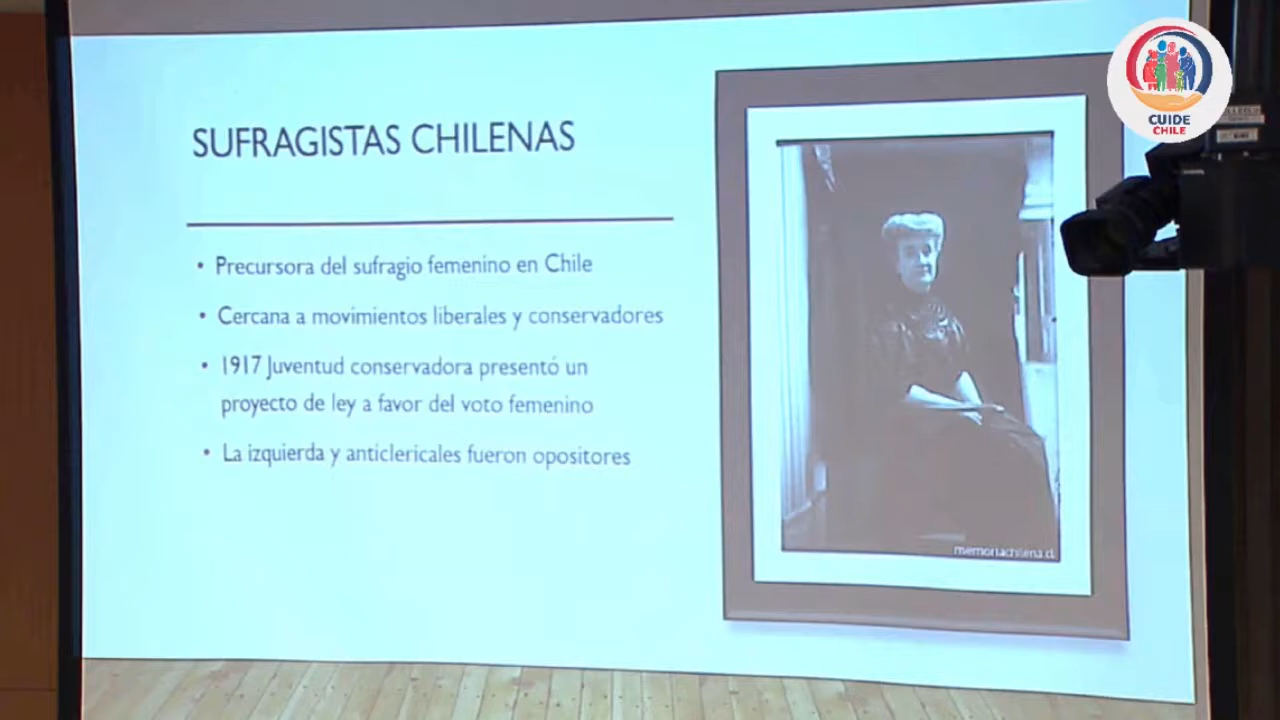 CUIDE
CHILE
SUFRAGISTAS CHILENAS
• Precursora del sufragio femenino en Chile
• Cercana a movimientos liberales y conservadores
• 1917 Juventud conservadora presentó un
proyecto de ley a favor del voto femenino
• La izquierda y anticlericales fueron opositores
memoriachilena.cl